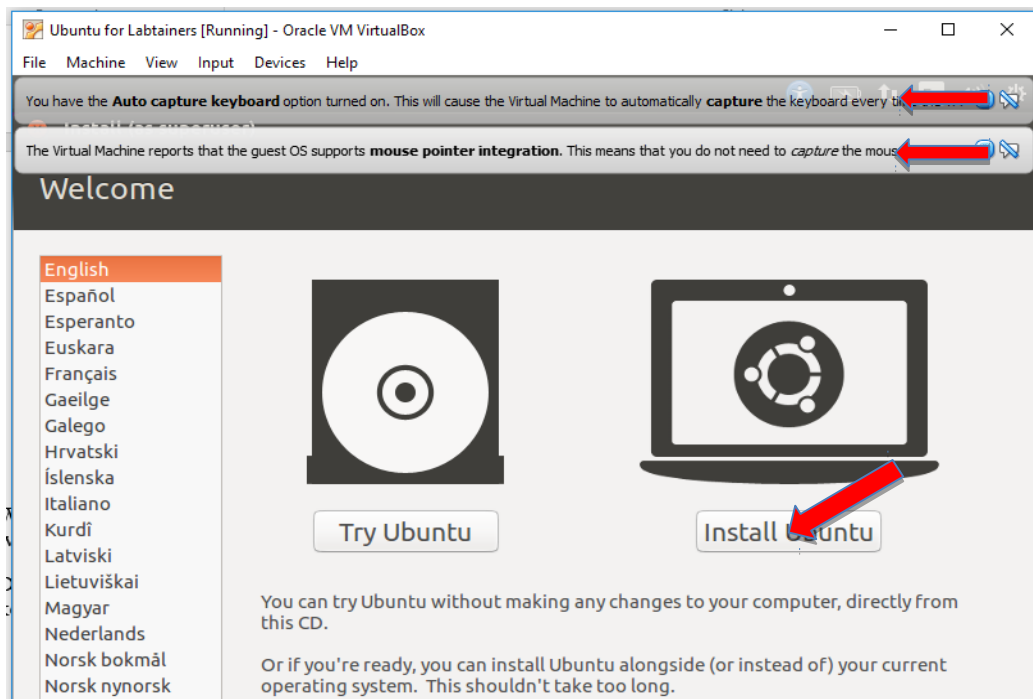 Ubuntu for Labtainers [Running] - Oracle VM VirtualBox
File Machine View Input Devices Help
You have the Auto capture keyboard option turned on. This will cause the Virtual Machine to automatically capture the keyboard every
Install (as superuser)
The Virtual Machine reports that the guest OS supports mouse pointer integration. This means that you do not need to capture the
Welcome
English
Español
Esperanto
Euskara
Français
Gaeilge
Galego
Hrvatski
Íslenska
Italiano
Kurdî
Latviski
Lietuviškai
Magyar
Nederlands
Norsk bokmål
Norsk nynorsk
Try Ubuntu
Install Ubuntu
You can try Ubuntu without making any changes to your computer, directly from
this CD.
Or if you're ready, you can install Ubuntu alongside (or instead of) your current
operating system. This shouldn't take too long.